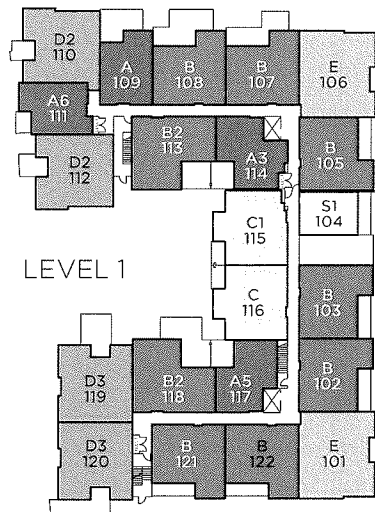 D2
110
A
109
B
108
B
107
E
106
A6
111
B2
113
A3
114
B
105
D2
112
S1
104
C1
115
LEVEL 1
C
116
B
103
D3
119
B2
118
A5
117
B
102
D3
120
B
121
B
122
E
101